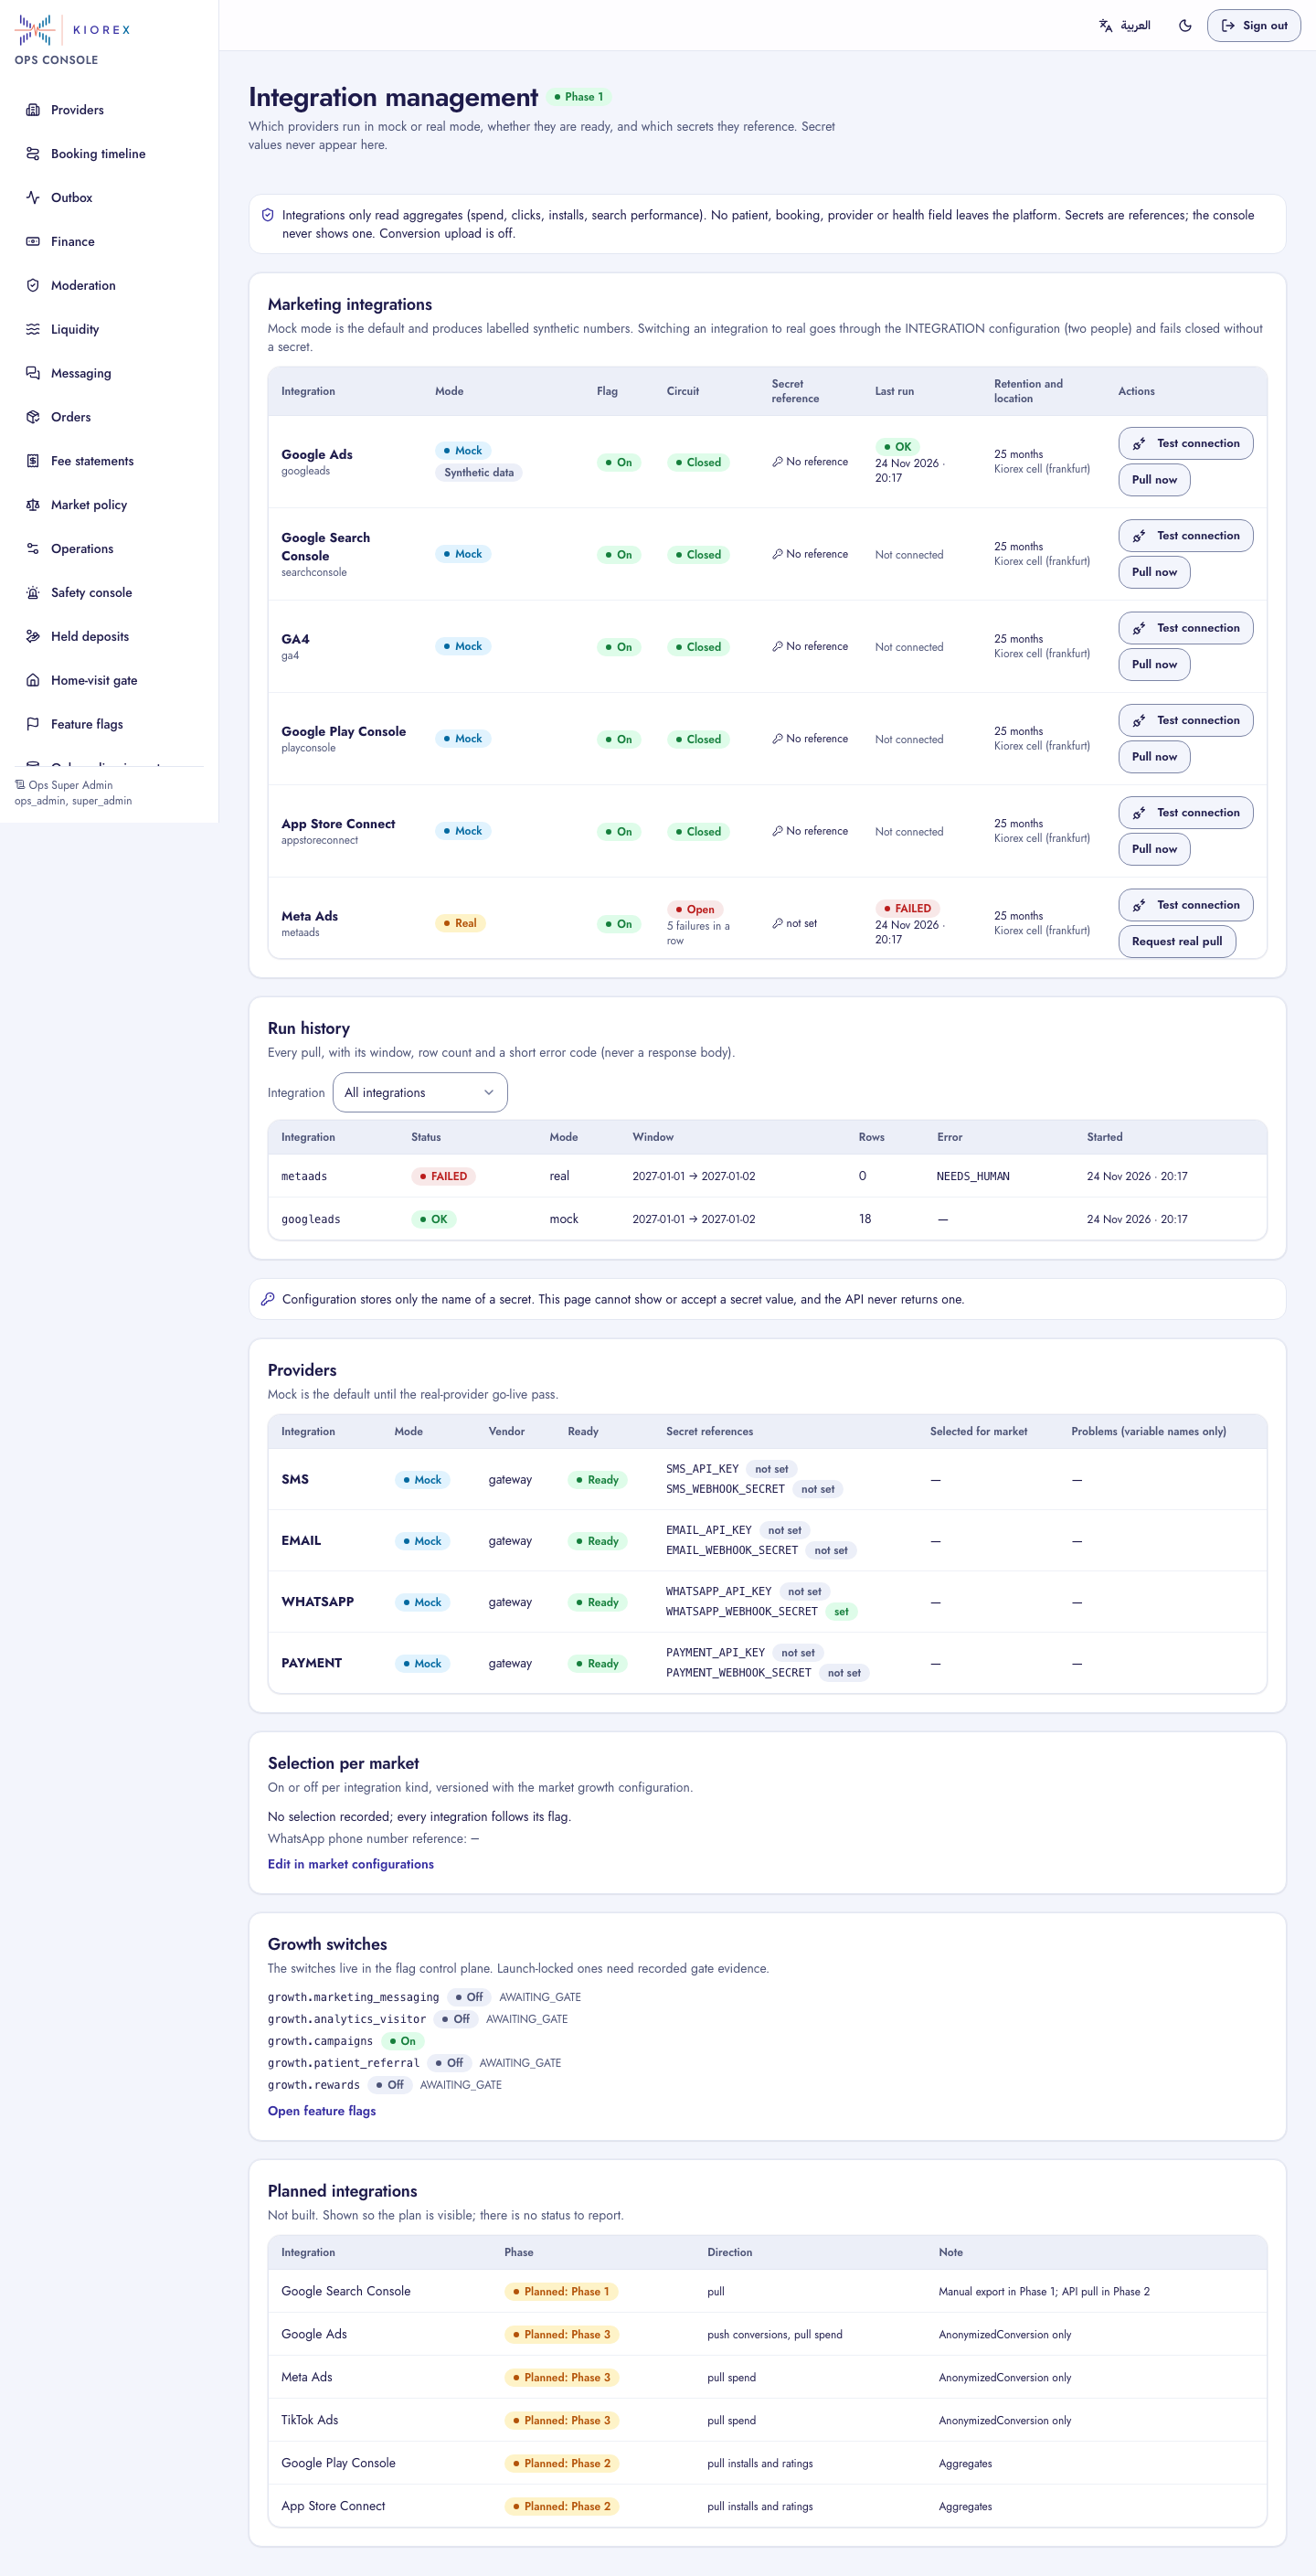 KIOREX
OPS CONSOLE
Providers
Booking timeline
Outbox
Finance
Moderation
Liquidity
Messaging
Orders
Fee statements
Market policy
Operations
Safety console
Held deposits
Home-visit gate
Feature flags
Ops Super Admin
ops_admin, super_admin
العربية
Sign out
Integration management Phase 1
Which providers run in mock or real mode, whether they are ready, and which secrets they reference. Secret
values never appear here.
Integrations only read aggregates (spend, clicks, installs, search performance). No patient, booking, provider or health field leaves the platform. Secrets are references; the console
never shows one. Conversion upload is off.
Marketing integrations
Mock mode is the default and produces labelled synthetic numbers. Switching an integration to real goes through the INTEGRATION configuration (two people) and fails closed without
a secret.
Integration Mode Flag Circuit Secret reference Last run Retention and location Actions
Google Ads googleads Mock Synthetic data On Closed No reference OK 24 Nov 2026 · 20:17 25 months Kiorex cell (frankfurt) Test connection Pull now
Google Search Console searchconsole Mock On Closed No reference Not connected 25 months Kiorex cell (frankfurt) Test connection Pull now
GA4 ga4 Mock On Closed No reference Not connected 25 months Kiorex cell (frankfurt) Test connection Pull now
Google Play Console playconsole Mock On Closed No reference Not connected 25 months Kiorex cell (frankfurt) Test connection Pull now
App Store Connect appstoreconnect Mock On Closed No reference Not connected 25 months Kiorex cell (frankfurt) Test connection Pull now
Meta Ads metaads Real On Open 5 failures in a row not set FAILED 24 Nov 2026 · 20:17 25 months Kiorex cell (frankfurt) Test connection Request real pull
Run history
Every pull, with its window, row count and a short error code (never a response body).
Integration All integrations
Integration Status Mode Window Rows Error Started
metaads FAILED real 2027-01-01 → 2027-01-02 0 NEEDS_HUMAN 24 Nov 2026 · 20:17
googleads OK mock 2027-01-01 → 2027-01-02 18 — 24 Nov 2026 · 20:17
Configuration stores only the name of a secret. This page cannot show or accept a secret value, and the API never returns one.
Providers
Mock is the default until the real-provider go-live pass.
Integration Mode Vendor Ready Secret references Selected for market Problems (variable names only)
SMS Mock gateway Ready SMS_API_KEY not set SMS_WEBHOOK_SECRET not set — —
EMAIL Mock gateway Ready EMAIL_API_KEY not set EMAIL_WEBHOOK_SECRET not set — —
WHATSAPP Mock gateway Ready WHATSAPP_API_KEY not set WHATSAPP_WEBHOOK_SECRET set — —
PAYMENT Mock gateway Ready PAYMENT_API_KEY not set PAYMENT_WEBHOOK_SECRET not set — —
Selection per market
On or off per integration kind, versioned with the market growth configuration.
No selection recorded; every integration follows its flag.
WhatsApp phone number reference: —
Edit in market configurations
Growth switches
The switches live in the flag control plane. Launch-locked ones need recorded gate evidence.
growth.marketing_messaging Off AWAITING_GATE
growth.analytics_visitor Off AWAITING_GATE
growth.campaigns On
growth.patient_referral Off AWAITING_GATE
growth.rewards Off AWAITING_GATE
Open feature flags
Planned integrations
Not built. Shown so the plan is visible; there is no status to report.
Integration Phase Direction Note
Google Search Console Planned: Phase 1 pull Manual export in Phase 1; API pull in Phase 2
Google Ads Planned: Phase 3 push conversions, pull spend AnonymizedConversion only
Meta Ads Planned: Phase 3 pull spend AnonymizedConversion only
TikTok Ads Planned: Phase 3 pull spend AnonymizedConversion only
Google Play Console Planned: Phase 2 pull installs and ratings Aggregates
App Store Connect Planned: Phase 2 pull installs and ratings Aggregates